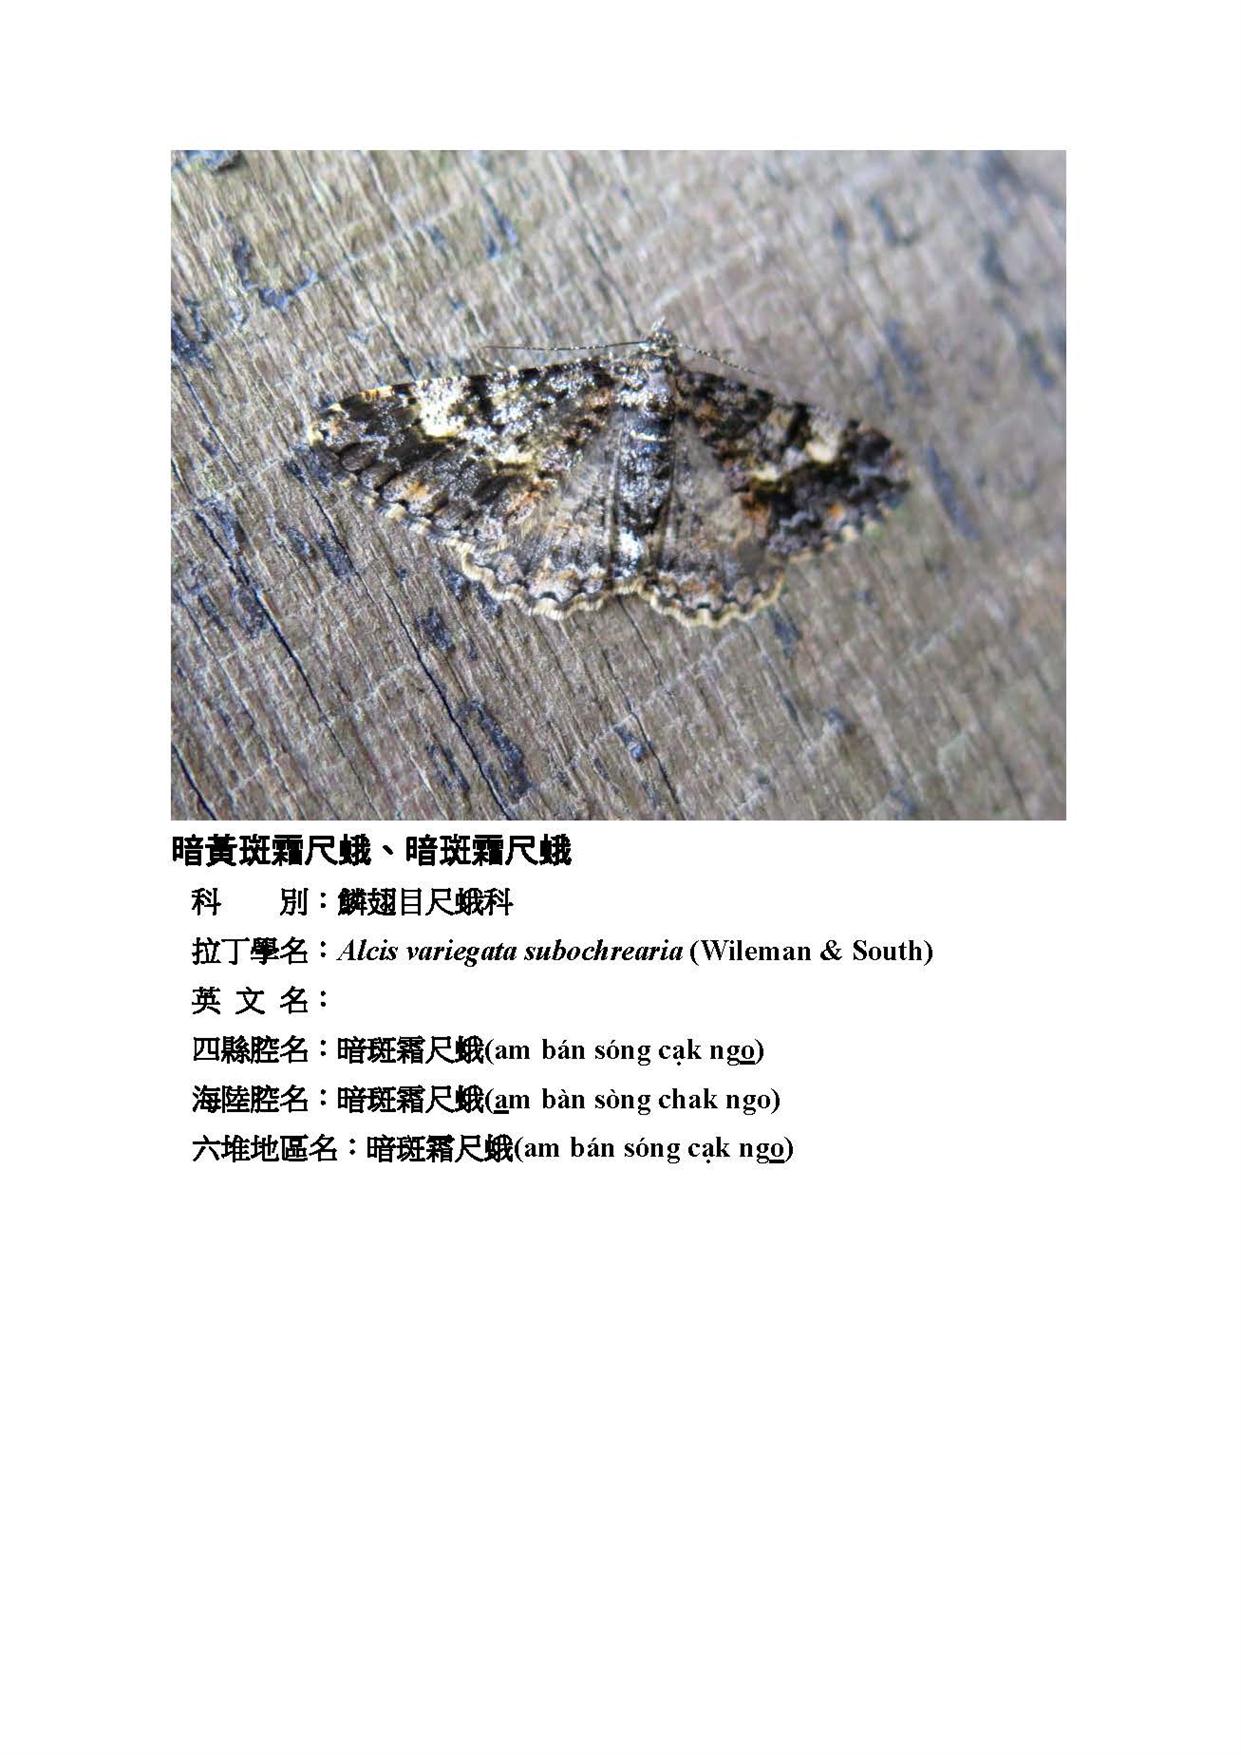 暗黃斑霜尺蛾、暗斑霜尺蛾
科　　別：鱗翅目尺蛾科
拉丁學名：Alcis variegata subochrearia (Wileman & South)
英 文 名：
四縣腔名：暗斑霜尺蛾(am bán sóng cạk ngo)
海陸腔名：暗斑霜尺蛾(am bàn sòng chak ngo)
六堆地區名：暗斑霜尺蛾(am bán sóng cạk ngo)